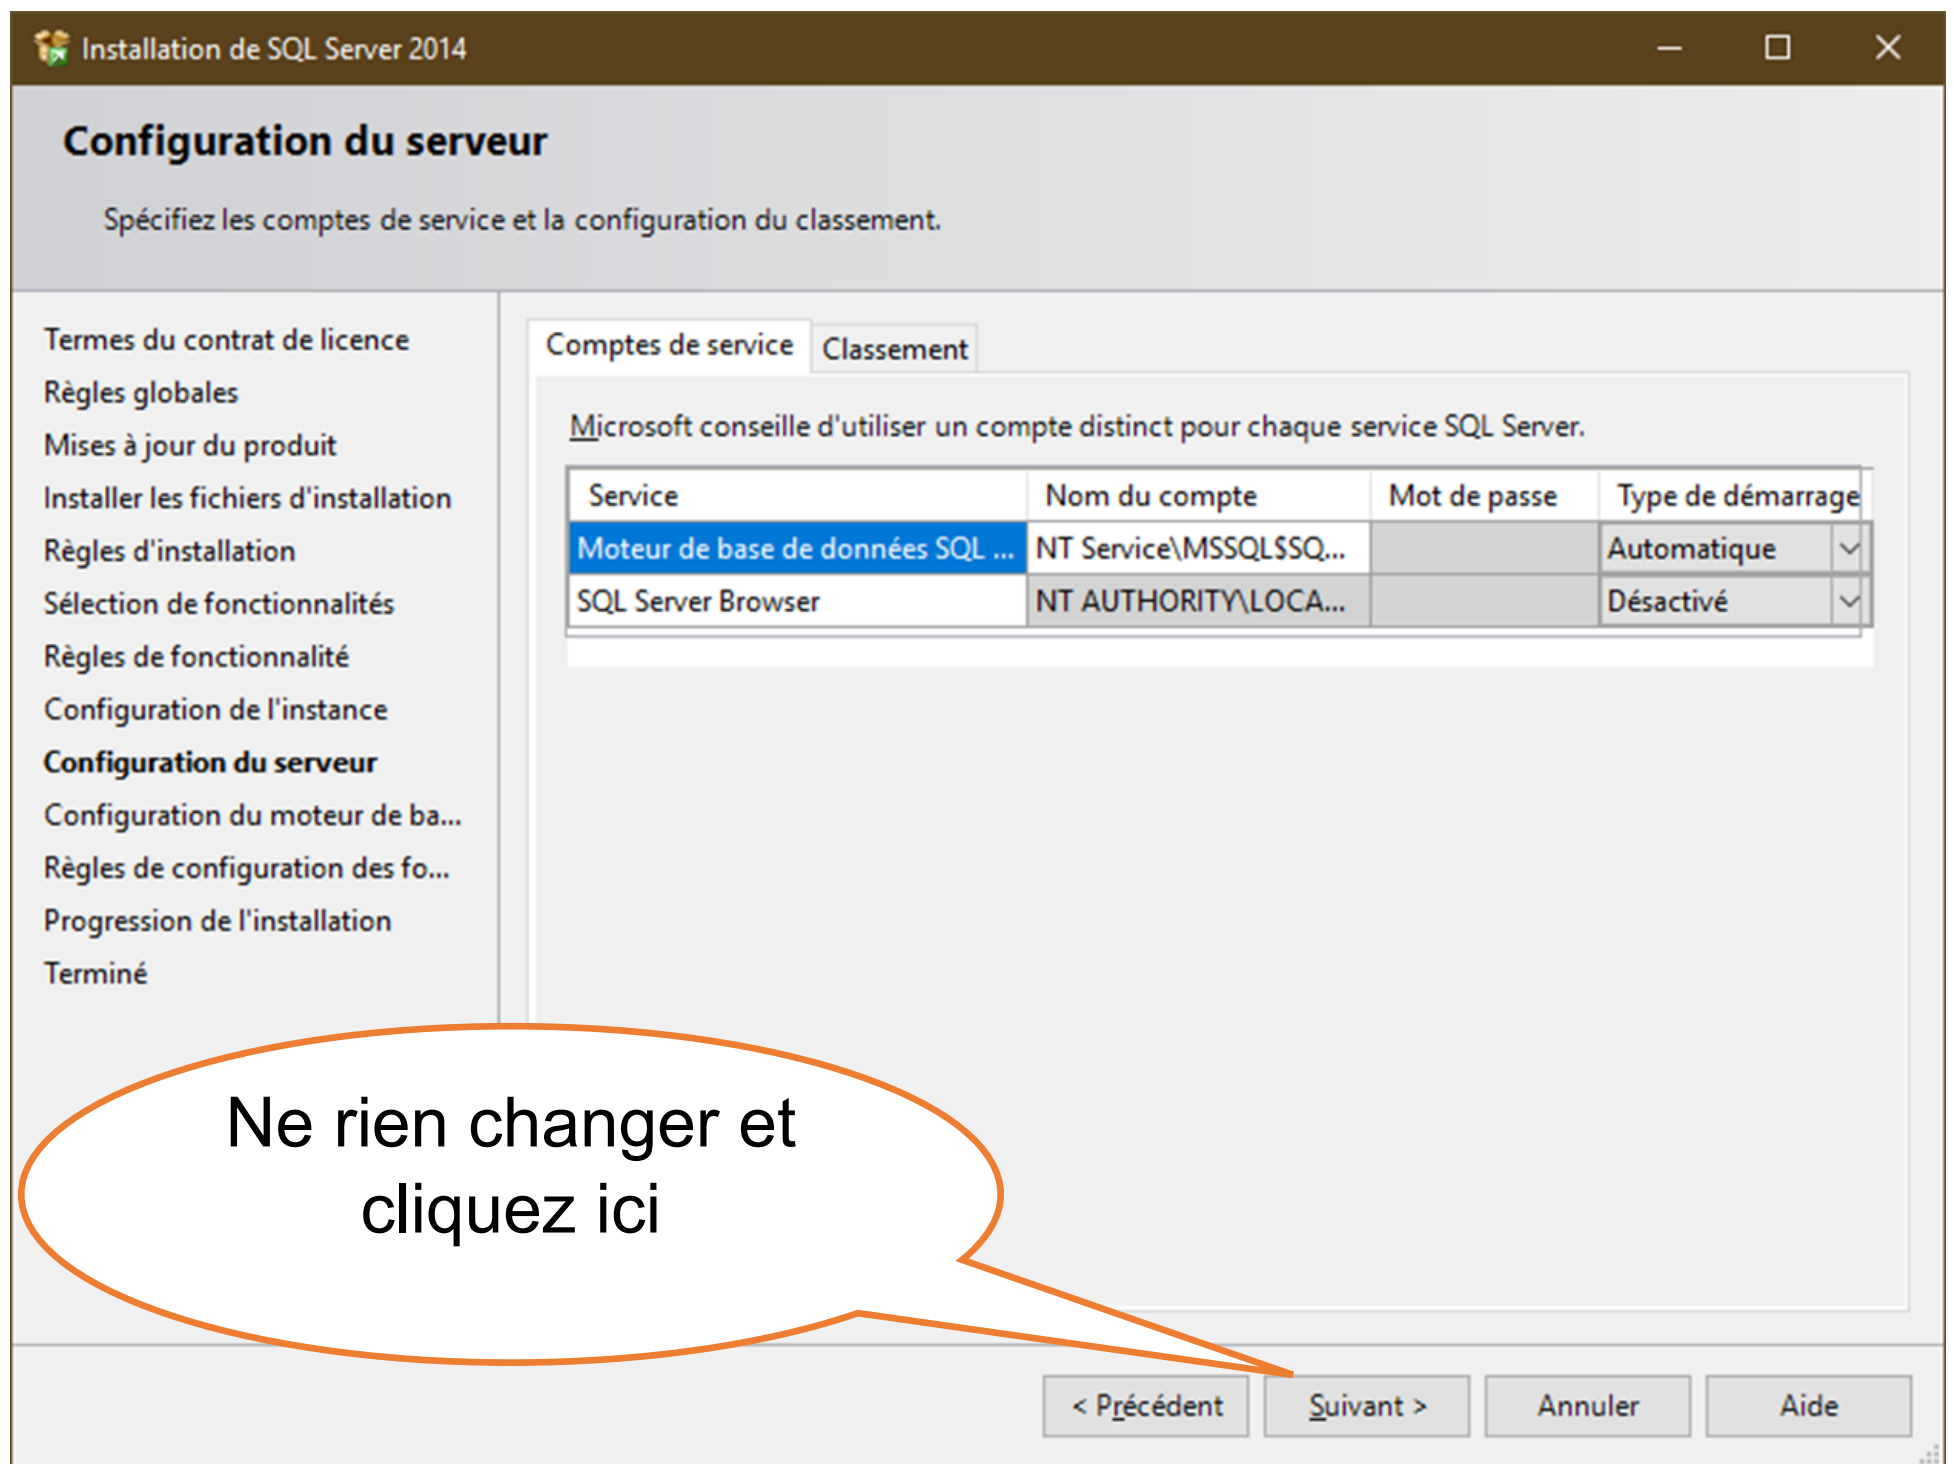 Installation de SQL Server 2014
Configuration du serveur
Spécifiez les comptes de service et la configuration du classement.
Termes du contrat de licence
Règles globales
Mises à jour du produit
Installer les fichiers d'installation
Règles d'installation
Sélection de fonctionnalités
Règles de fonctionnalité
Configuration de l'instance
Configuration du serveur
Configuration du moteur de ba...
Règles de configuration des fo...
Progression de l'installation
Terminé
Comptes de service Classement
Microsoft conseille d'utiliser un compte distinct pour chaque service SQL Server.
Service Nom du compte Mot de passe Type de démarrage
Moteur de base de données SQL ... NT Service\MSSQL$SQ... Automatique
SQL Server Browser NT AUTHORITY\LOCA... Désactivé
Ne rien changer et
cliquez ici
< Précédent Suivant > Annuler Aide